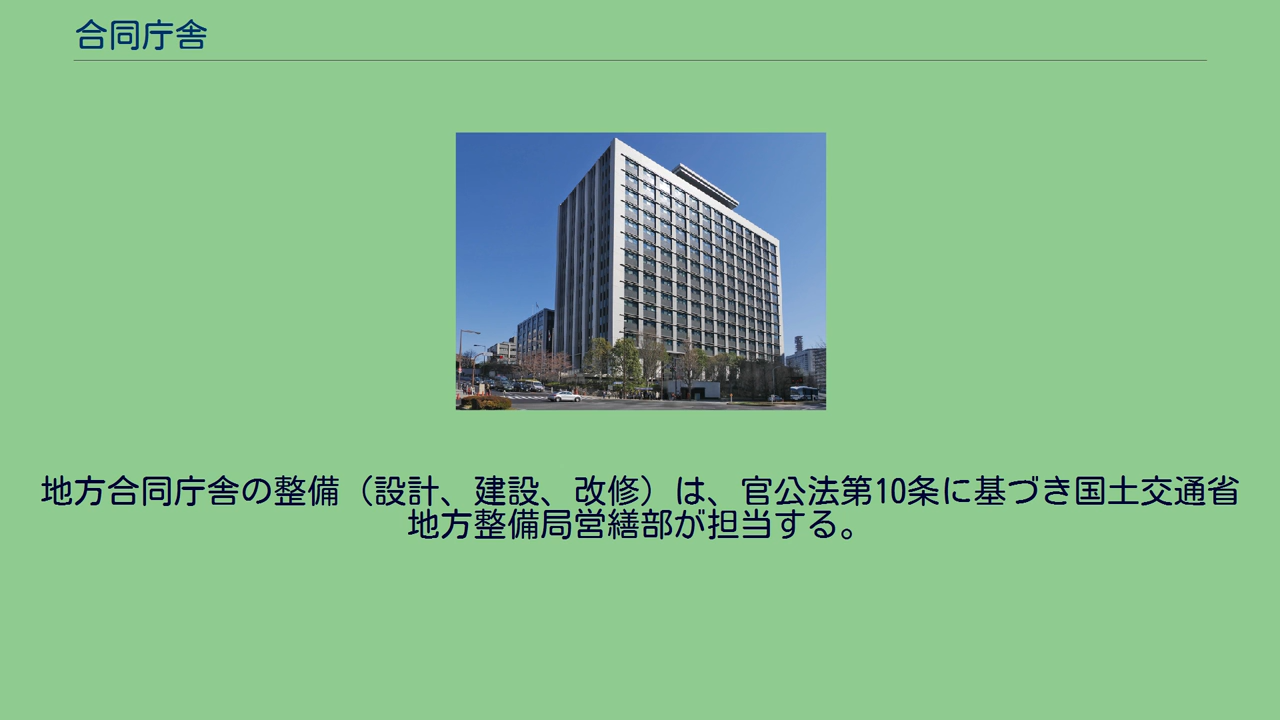 合同庁舎
地方合同庁舎の整備（設計、建設、改修）は、官公法第10条に基づき国土交通省
地方整備局営繕部が担当する。